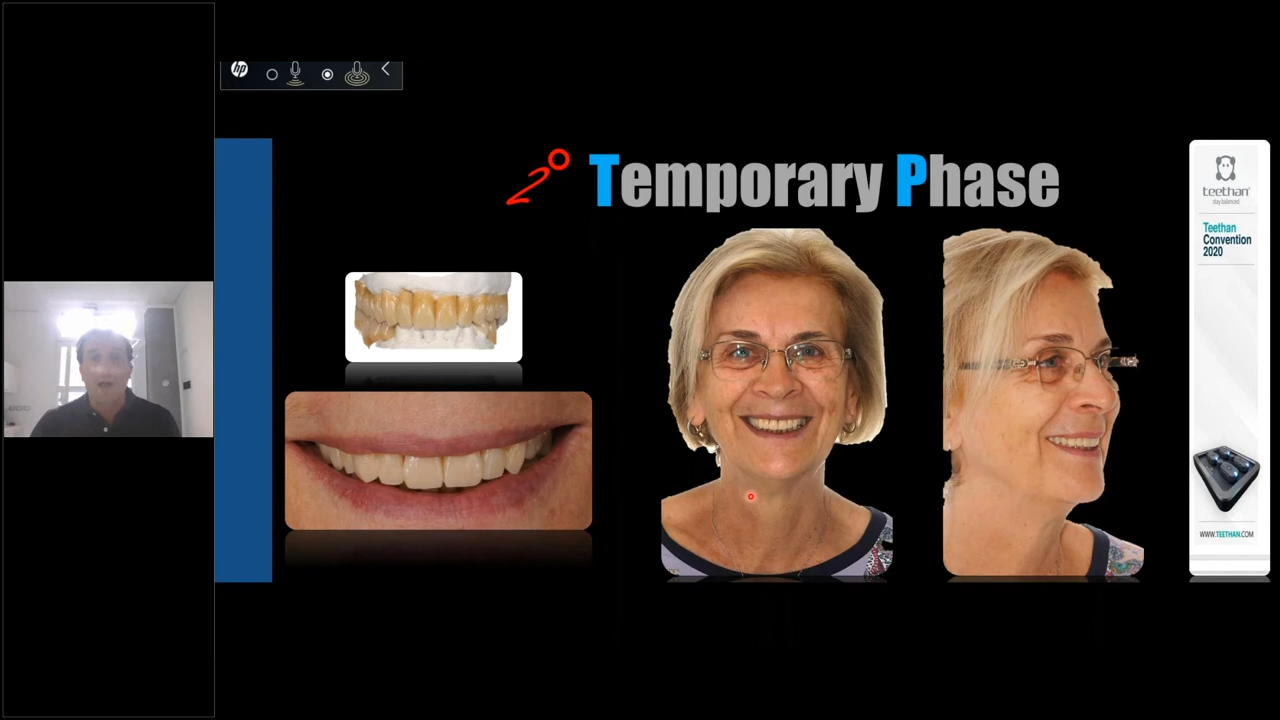 hp
2° Temporary Phase
teethan®
stay balanced
Teethan
Convention
2020
WWW.TEETHAN.COM